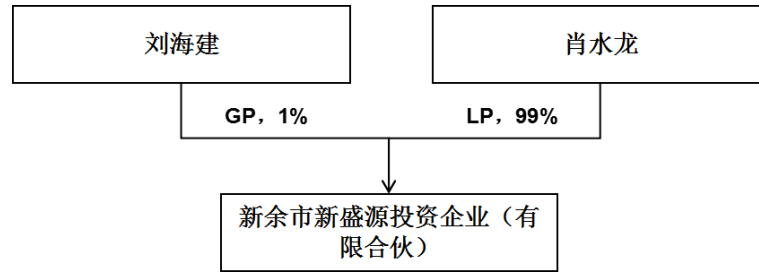 刘海建
肖水龙
GP，1%
LP，99%
新余市新盛源投资企业（有
限合伙）